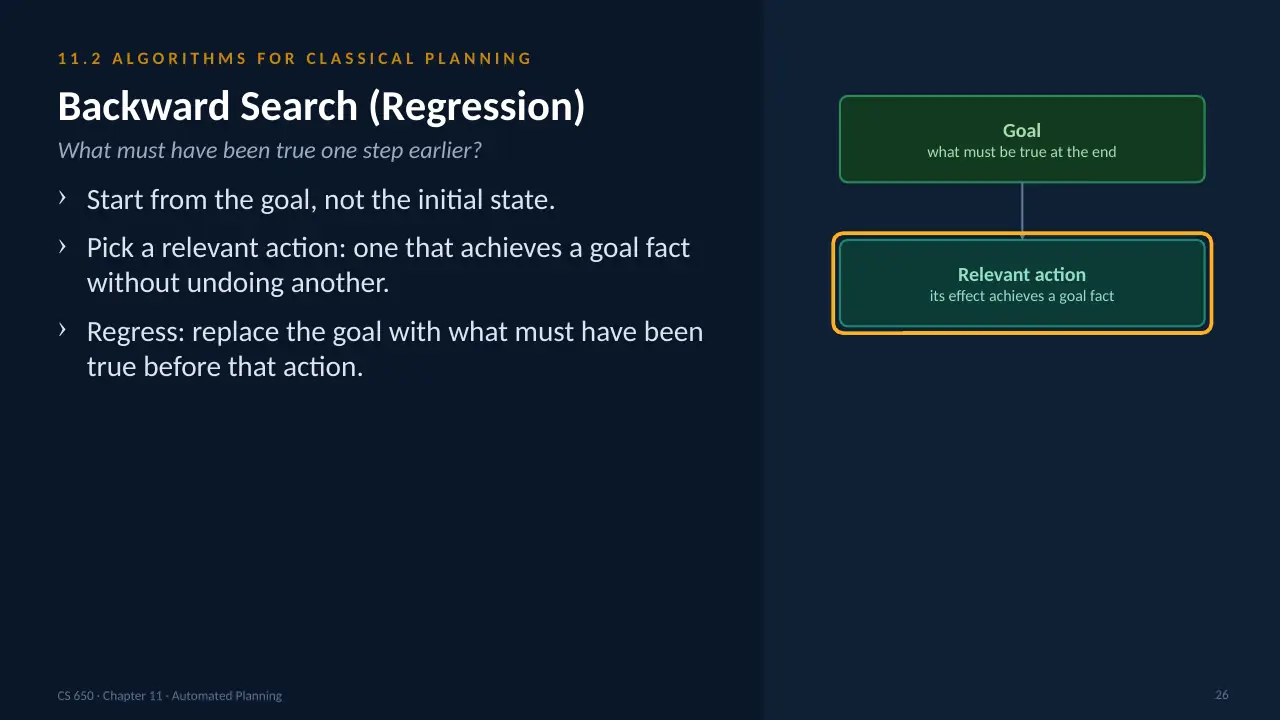 11.2 ALGORITHMS FOR CLASSICAL PLANNING
Backward Search (Regression)
What must have been true one step earlier?
› Start from the goal, not the initial state.
› Pick a relevant action: one that achieves a goal fact
without undoing another.
› Regress: replace the goal with what must have been
true before that action.
Goal
what must be true at the end
Relevant action
its effect achieves a goal fact
CS 650 · Chapter 11 · Automated Planning
26